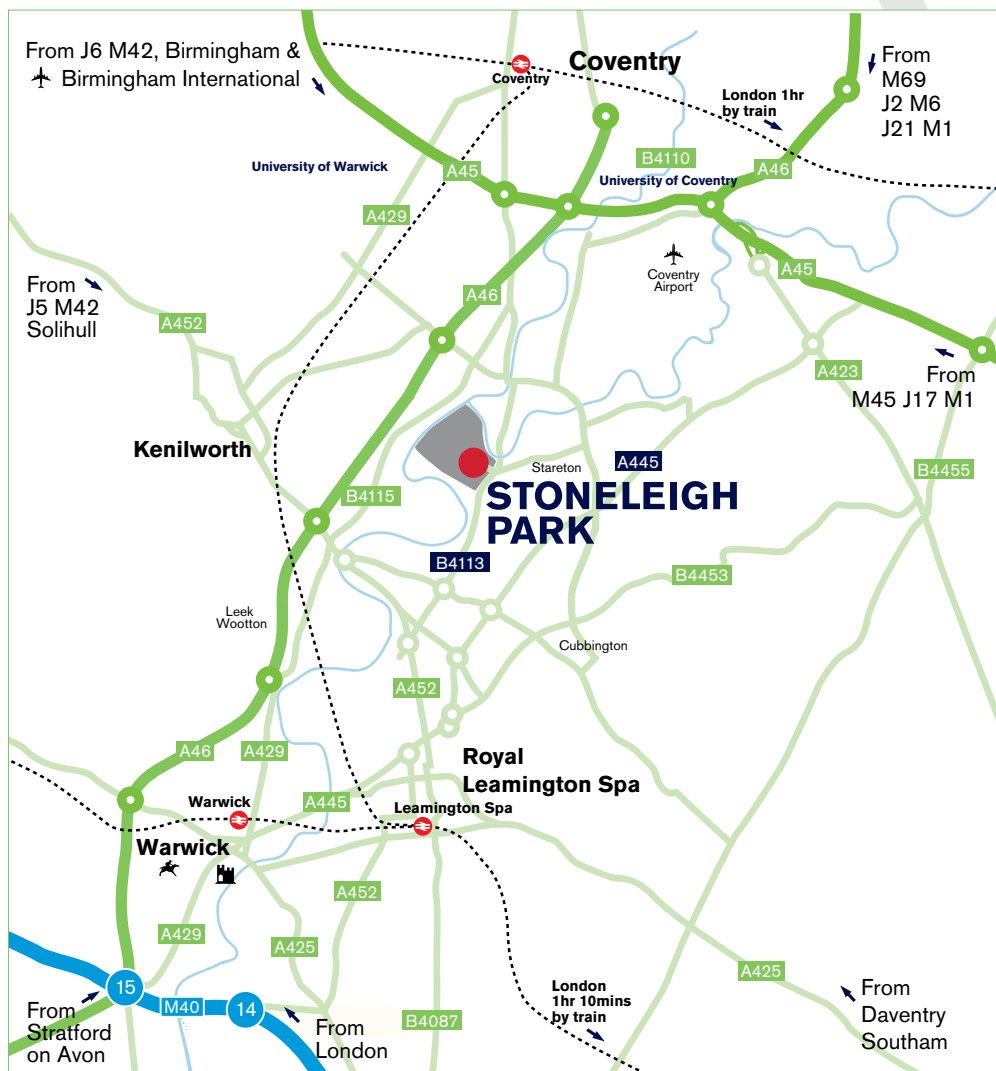 From J6 M42, Birmingham &
Birmingham International
Coventry
Coventry
From
M69
J2 M6
J21 M1
London 1hr
by train
University of Warwick
A45
B4110
University of Coventry
A46
A429
Coventry
Airport
A45
From
J5 M42
Solihull
A452
A46
A423
From
M45 J17 M1
Kenilworth
Stareton
A445
B4455
B4115
STONELEIGH
PARK
B4113
B4453
Leek
Wootton
Cubbington
A452
A46
A429
Royal
Leamington Spa
Warwick
A445
Leamington Spa
Warwick
A452
A429
A425
A425
15
M40
14
From
Stratford
on Avon
From
London
B4087
London
1hr 10mins
by train
From
Daventry
Southam